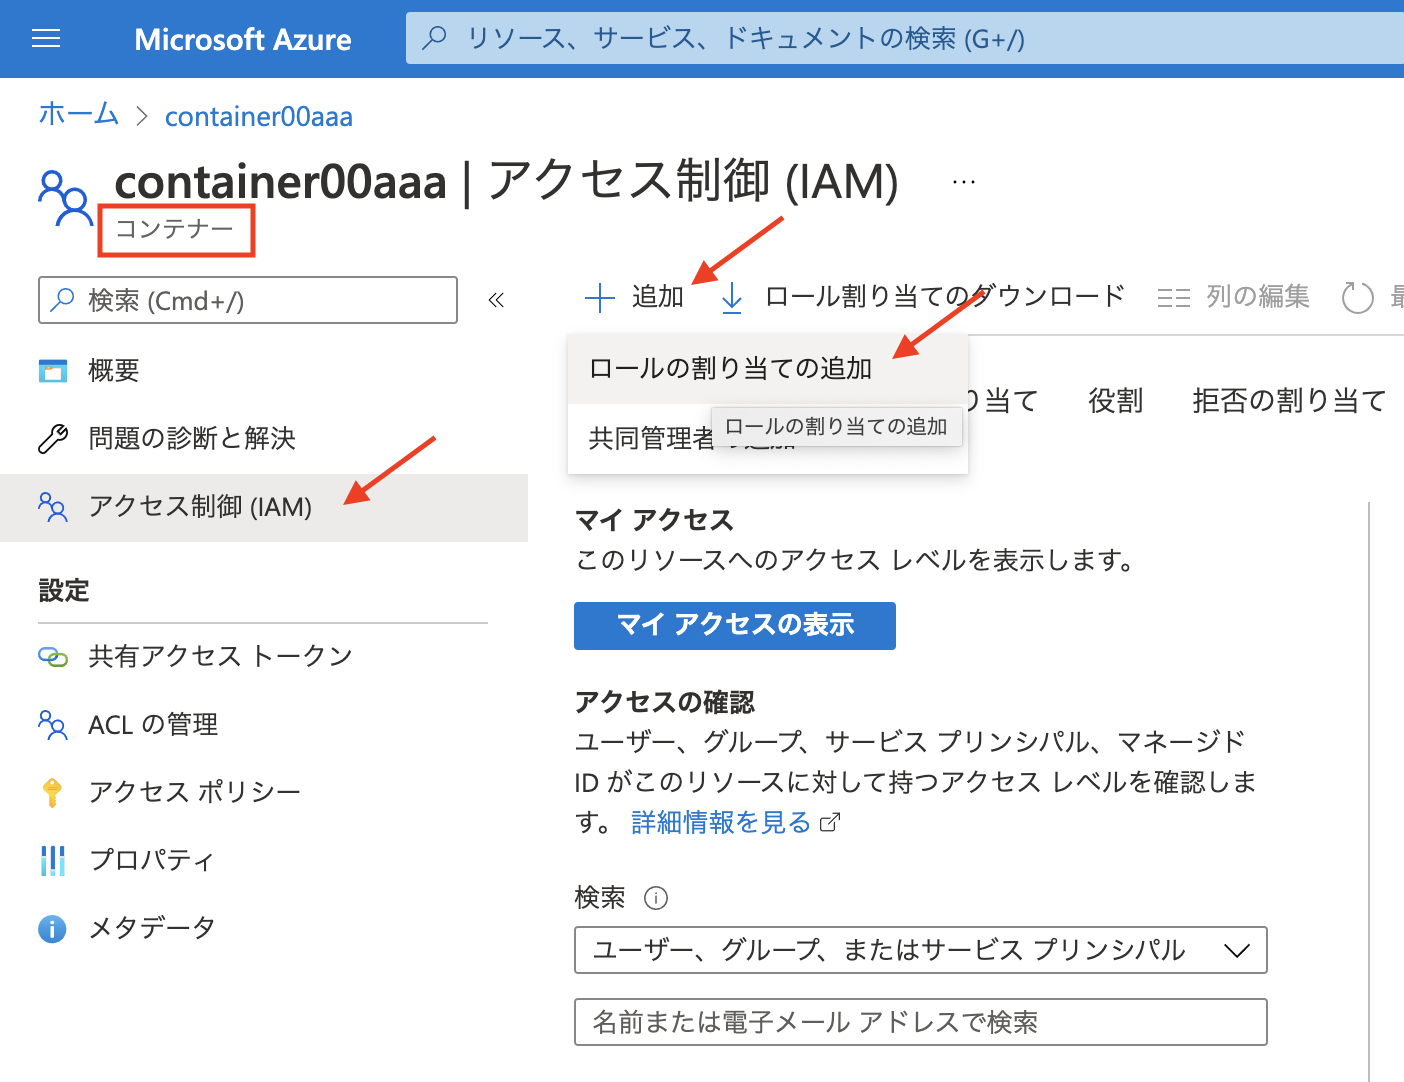 Microsoft Azure
リソース、サービス、ドキュメントの検索 (G+/)
ホーム > container00aaa
container00aaa | アクセス制御 (IAM) ...
コンテナー
検索 (Cmd+/)
«
概要
問題の診断と解決
アクセス制御 (IAM)
設定
共有アクセス トークン
ACL の管理
アクセス ポリシー
プロパティ
メタデータ
追加
ロール割り当てのダウンロード
列の編集
ロールの割り当ての追加
共同管理者の追加
ロールの割り当ての追加
り当て
役割
拒否の割り当て
マイ アクセス
このリソースへのアクセス レベルを表示します。
マイ アクセスの表示
アクセスの確認
ユーザー、グループ、サービス プリンシパル、マネージド
ID がこのリソースに対して持つアクセス レベルを確認しま
す。 詳細情報を見る
検索
ユーザー、グループ、またはサービス プリンシパル
名前または電子メール アドレスで検索